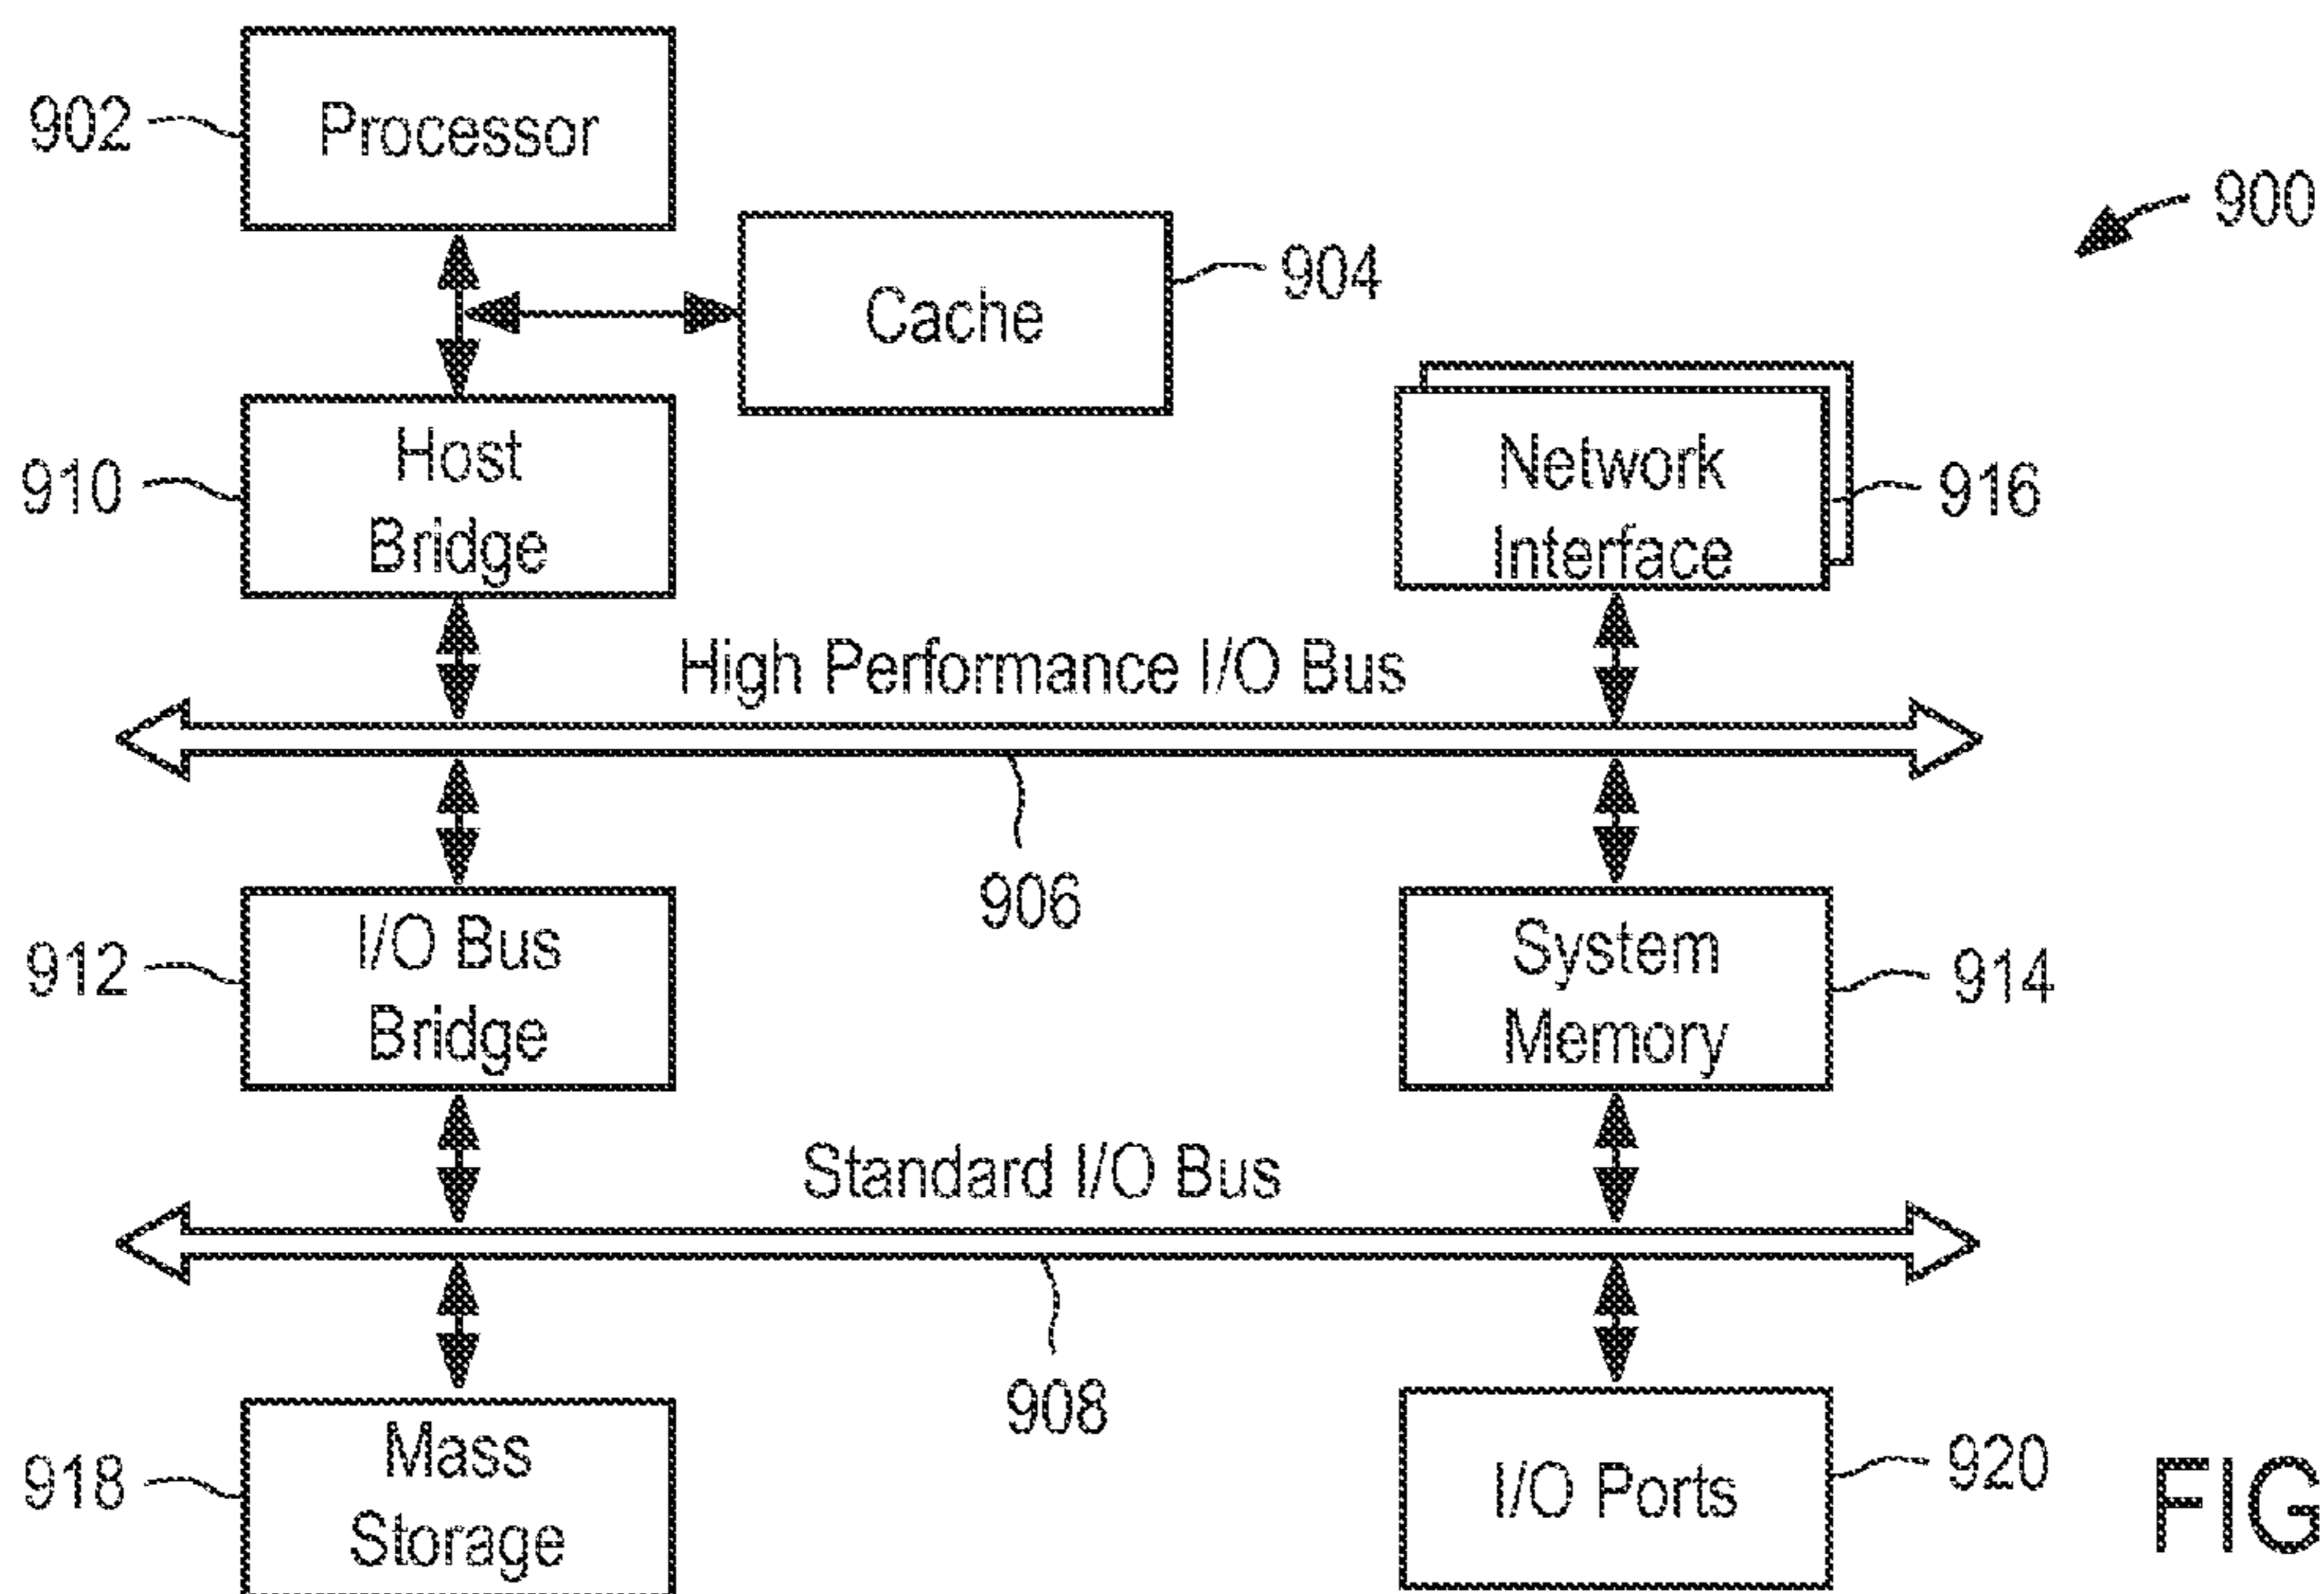 902
Processor
900
Cache
904
910
Host
Bridge
Network
Interface
916
High Performance I/O Bus
906
912
I/O Bus
Bridge
System
Memory
914
Standard I/O Bus
908
918
Mass
Storage
I/O Ports
920
FIG